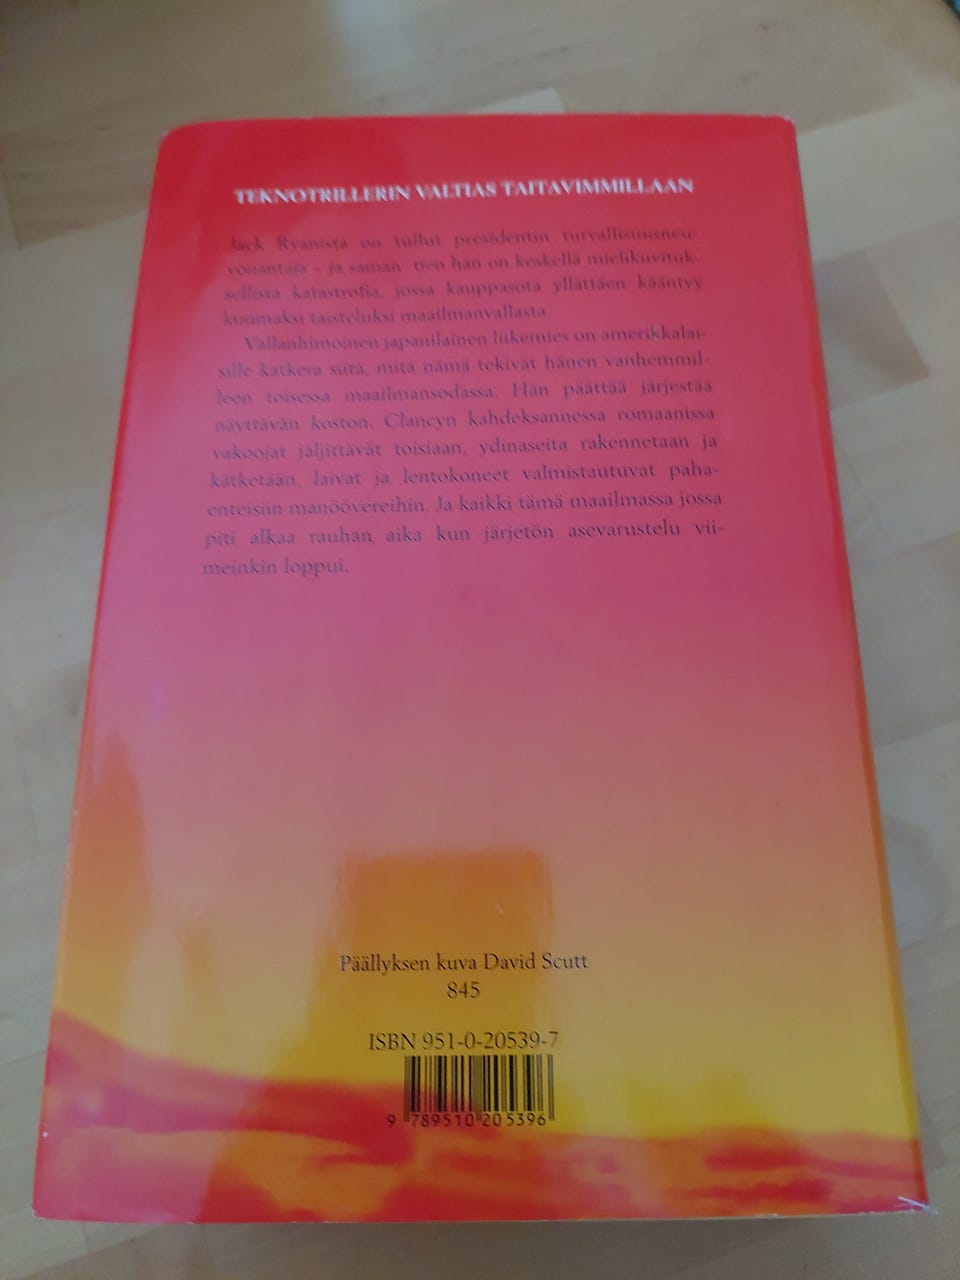 TEKNOTRILLERIN VALTIAS TAITAVIMMILLAAN
Jack Ryanista on tullut presidentin turvallisuusneu-
vonantaja – ja saman tien hän on keskellä mielikuvituk-
sellista katastrofia, jossa kauppasota yllättäen kääntyy
kuumaksi taisteluksi maailmanvallasta.
Vallanhimoinen japanilainen liikemies on amerikkalai-
sille katkera siitä, mitä nämä tekivät hänen vanhemmil-
leen toisessa maailmansodassa. Hän päättää järjestää
näyttävän koston. Clancyn kahdeksannessa romaanissa
vakoojat jäljittävät toisiaan, ydinaseita rakennetaan ja
kätketään, laivat ja lentokoneet valmistautuvat paha-
enteisiin manöövereihin. Ja kaikki tämä maailmassa jossa
piti alkaa rauhan aika kun järjetön asevarustelu vii-
meinkin loppui.
Päällyksen kuva David Scutt
845
ISBN 951-0-20539-7
9 789510 205396